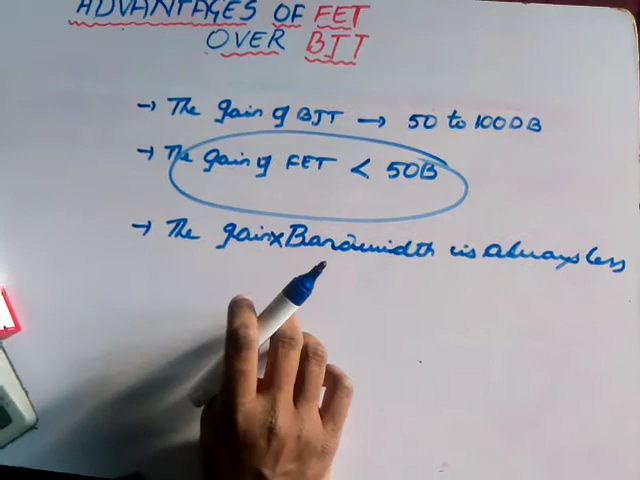 ADVANTAGES OF FET
OVER BJT
→ The gain of BJT → 50 to 100DB
→ The gain of FET < 50B
→ The gain x Bandwidth is always less